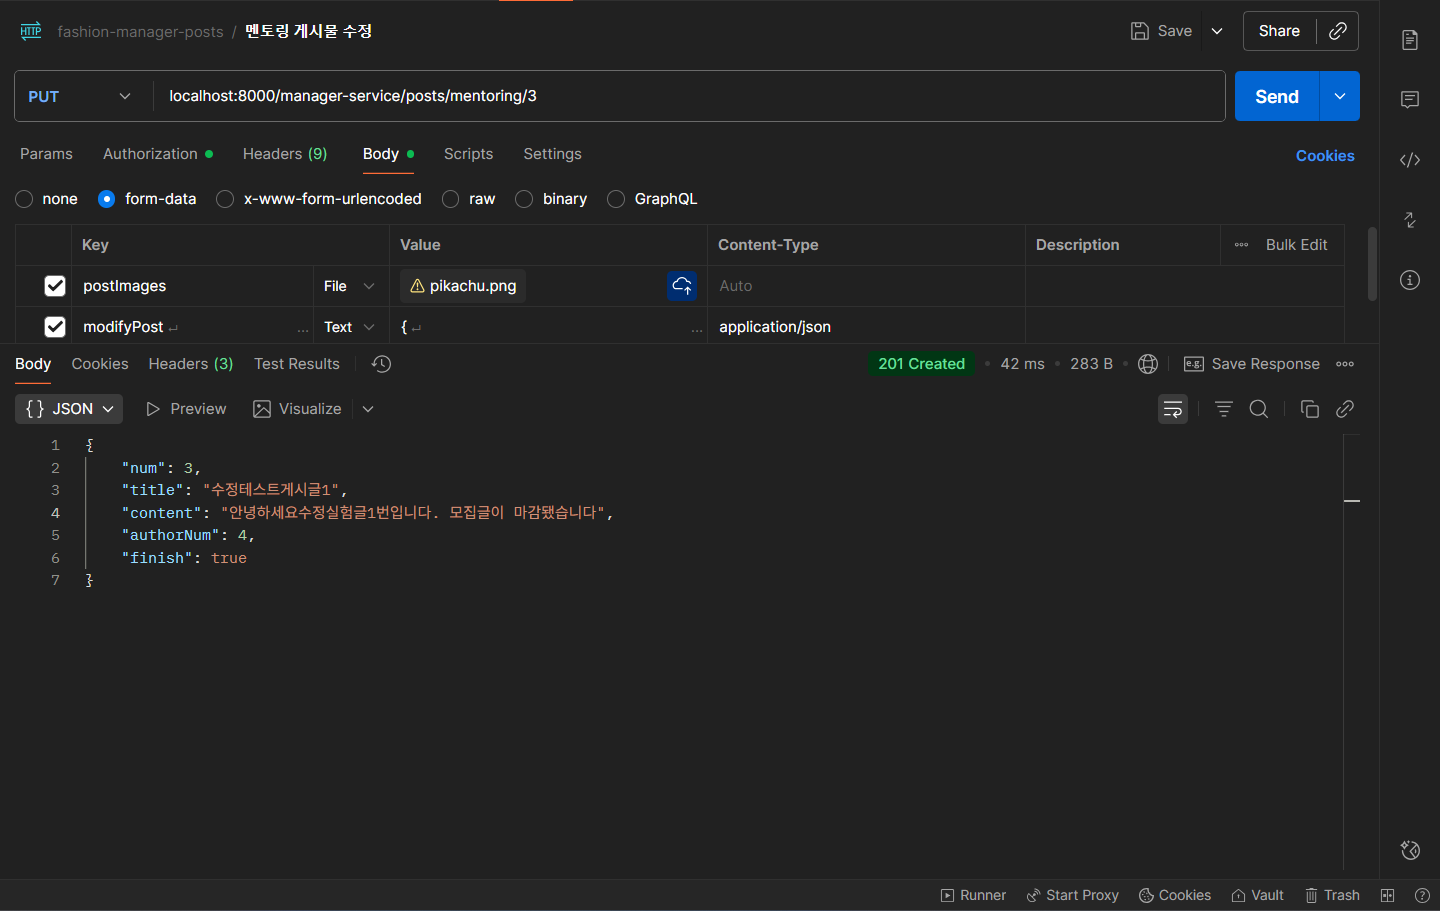 HTTP fashion-manager-posts / 멘토링 게시물 수정 Save Share
PUT localhost:8000/manager-service/posts/mentoring/3 Send
Params Authorization Headers (9) Body Scripts Settings Cookies
none form-data x-www-form-urlencoded raw binary GraphQL
Key Value Content-Type Description Bulk Edit
postImages File pikachu.png Auto
modifyPost ↵ ... Text { ↵ ... application/json
Body Cookies Headers (3) Test Results 201 Created • 42 ms • 283 B e.g. Save Response
{} JSON Preview Visualize
1 {
2 "num": 3,
3 "title": "수정테스트게시글1",
4 "content": "안녕하세요수정실험글1번입니다. 모집글이 마감됐습니다",
5 "authorNum": 4,
6 "finish": true
7 }
Runner Start Proxy Cookies Vault Trash